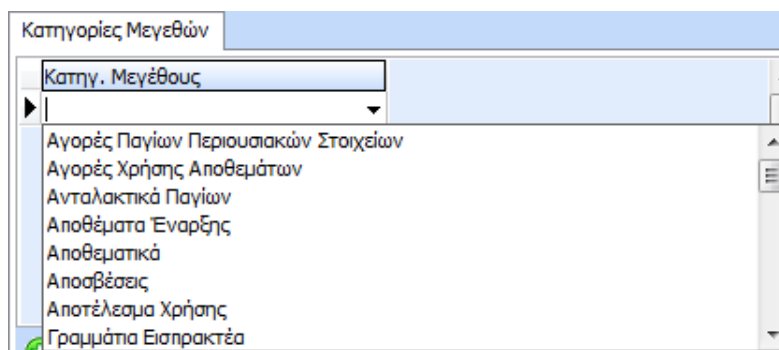 Κατηγορίες Μεγεθών
Κατηγ. Μεγέθους
Αγορές Παγίων Περιουσιακών Στοιχείων
Αγορές Χρήσης Αποθεμάτων
Ανταλακτικά Παγίων
Αποθέματα Έναρξης
Αποθεματικά
Αποσβέσεις
Αποτέλεσμα Χρήσης
Γραμμάτια Εισπρακτέα